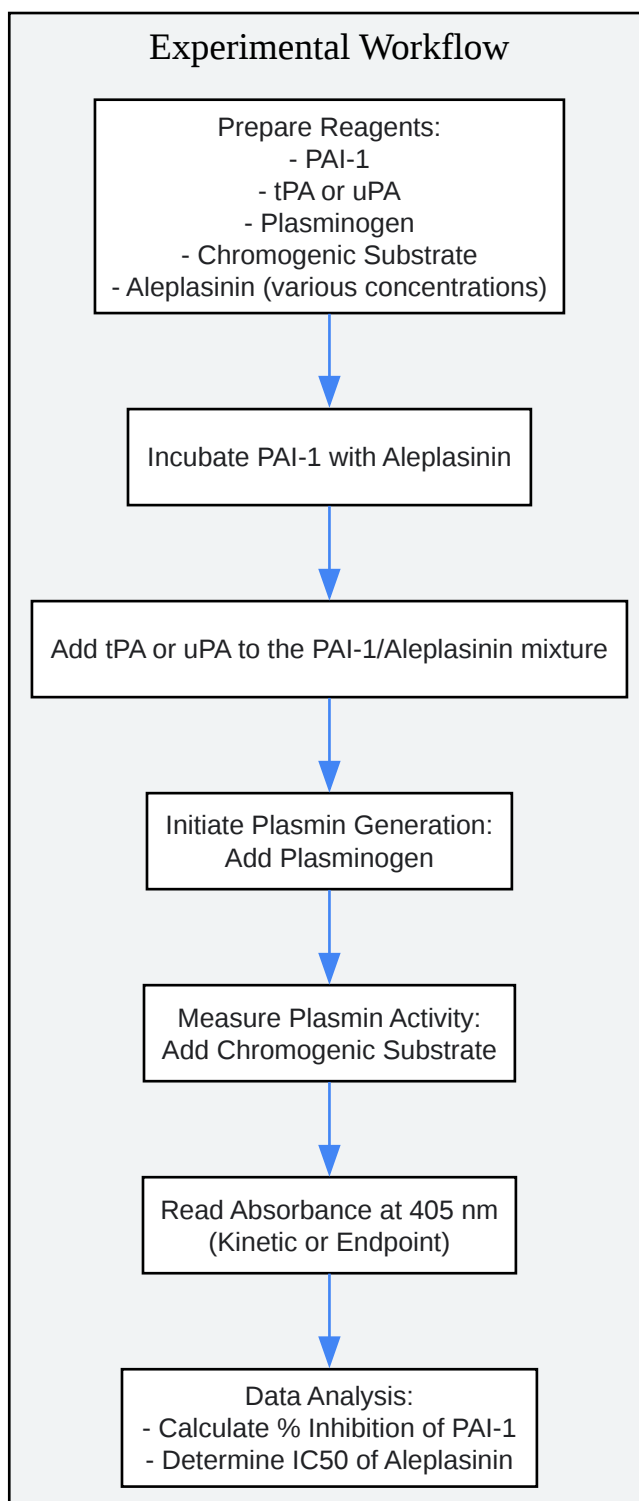 Experimental Workflow
Prepare Reagents:
- PAI-1
- tPA or uPA
- Plasminogen
- Chromogenic Substrate
- Aleplasinin (various concentrations)
Incubate PAI-1 with Aleplasinin
Add tPA or uPA to the PAI-1/Aleplasinin mixture
Initiate Plasmin Generation:
Add Plasminogen
Measure Plasmin Activity:
Add Chromogenic Substrate
Read Absorbance at 405 nm
(Kinetic or Endpoint)
Data Analysis:
- Calculate % Inhibition of PAI-1
- Determine IC50 of Aleplasinin